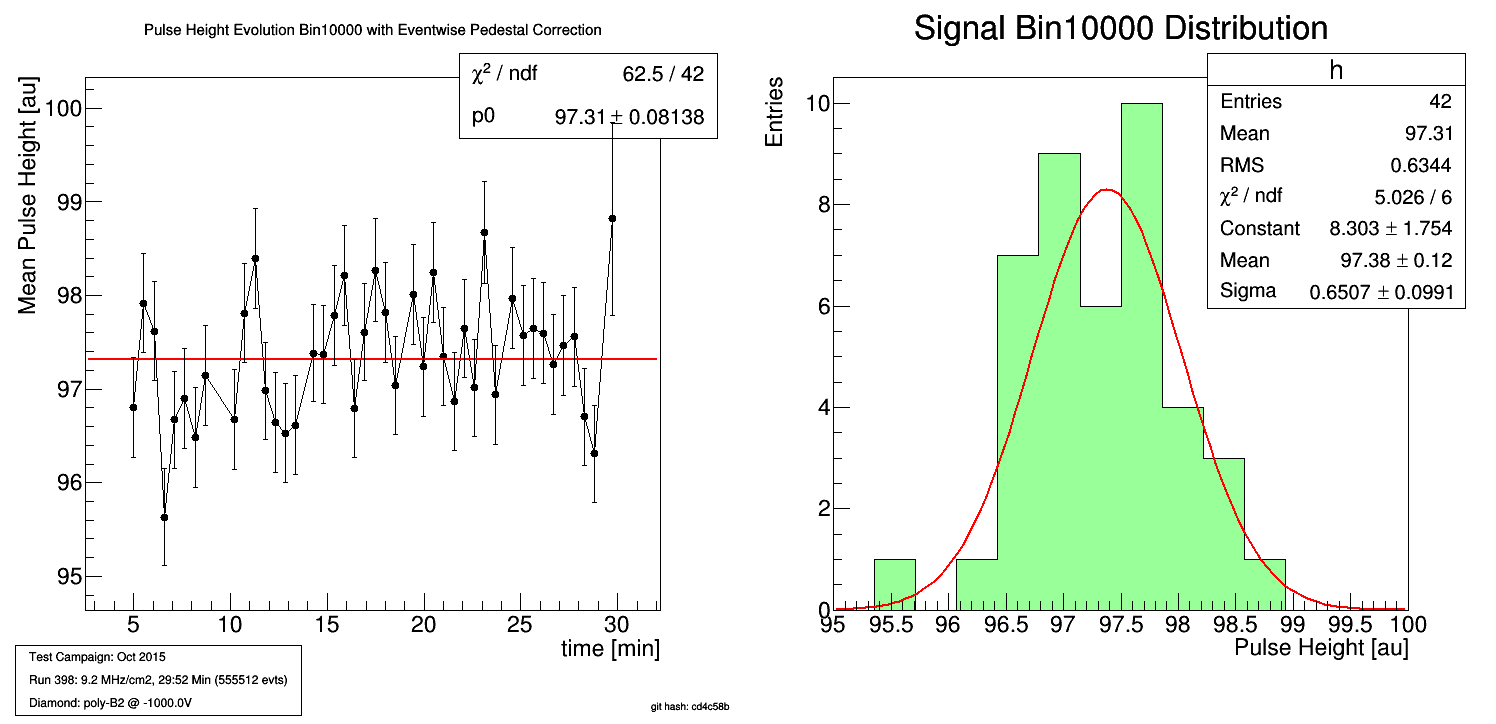 Pulse Height Evolution Bin10000 with Eventwise Pedestal Correction
χ² / ndf 62.5 / 42
p0 97.31 ± 0.08138
Mean Pulse Height [au]
100
99
98
97
96
95
5 10 15 20 25 30
time [min]
Test Campaign: Oct 2015
Run 398: 9.2 MHz/cm2, 29:52 Min (555512 evts)
Diamond: poly-B2 @ -1000.0V
git hash: cd4c58b
Signal Bin10000 Distribution
h
Entries 42
Mean 97.31
RMS 0.6344
χ² / ndf 5.026 / 6
Constant 8.303 ± 1.754
Mean 97.38 ± 0.12
Sigma 0.6507 ± 0.0991
Entries
10
8
6
4
2
0
95 95.5 96 96.5 97 97.5 98 98.5 99 99.5 100
Pulse Height [au]